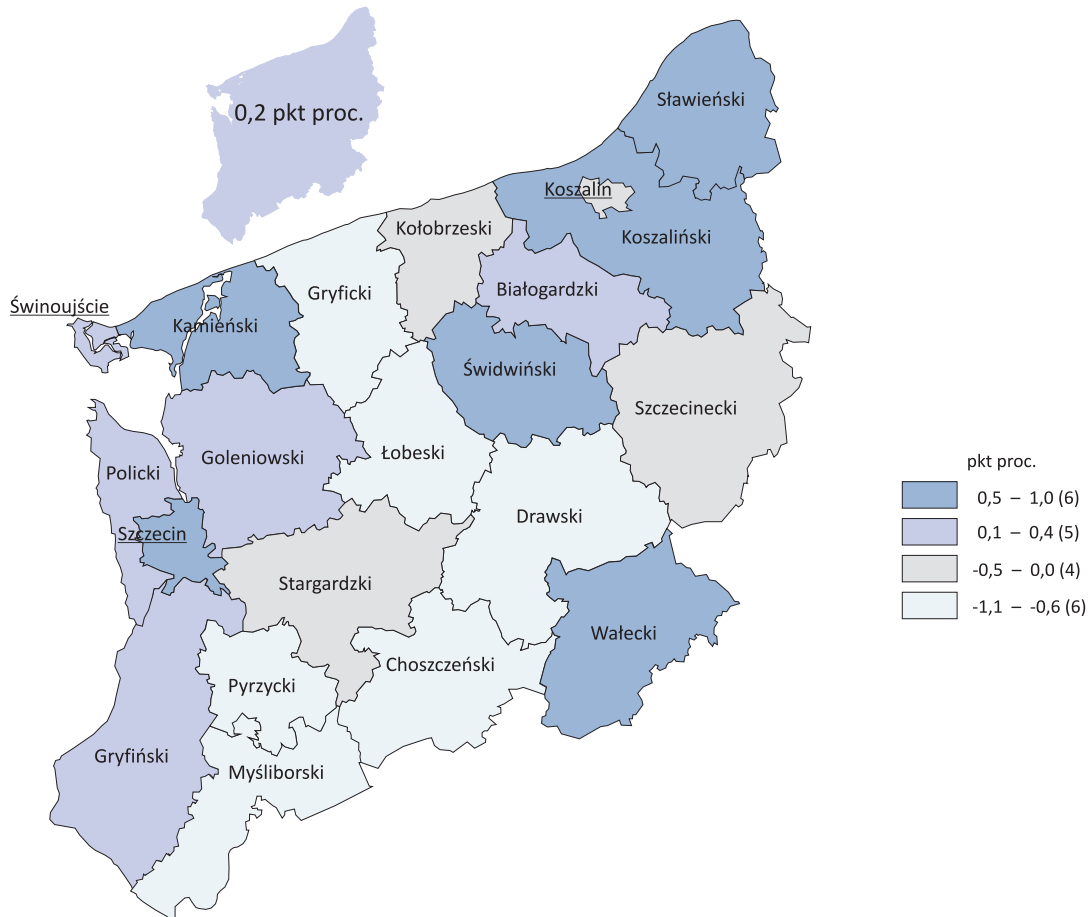 0,2 pkt proc.
Sławieński
Koszalin
Kołobrzeski
Koszaliński
Gryficki
Białogardzki
Świnoujście
Kamieński
Świdwiński
Szczecinecki
Łobeski
Goleniowski
Policki
Drawski
Szczecin
Stargardzki
Wałecki
Choszczeński
Pyrzycki
Gryfiński
Myśliborski
pkt proc.
0,5 – 1,0 (6)
0,1 – 0,4 (5)
-0,5 – 0,0 (4)
-1,1 – -0,6 (6)